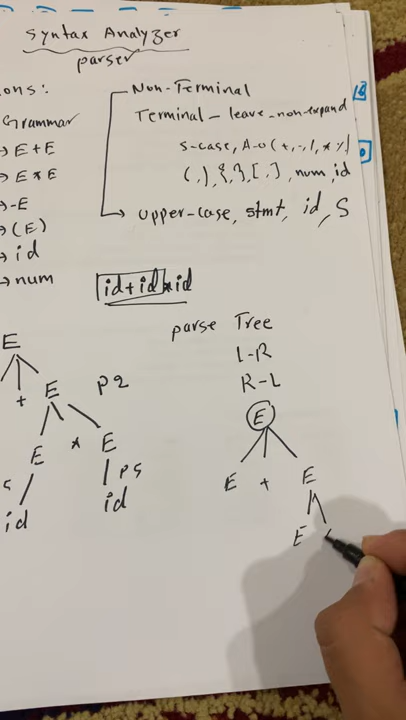 Syntax Analyzer
parser
ons:
Grammar
→ E + E
→ E * E
→ -E
→ (E)
→ id
→ num
Non-Terminal
Terminal - leave - non-expand
S-case, A-O (+, -, /, *, %)
(, ), {, }, [, ], num, id
upper-case, stmt, id, S
id+id*id
parse Tree
L-R
R-L
E
+ E P2
E * E
P5
id id
E
E + E
E